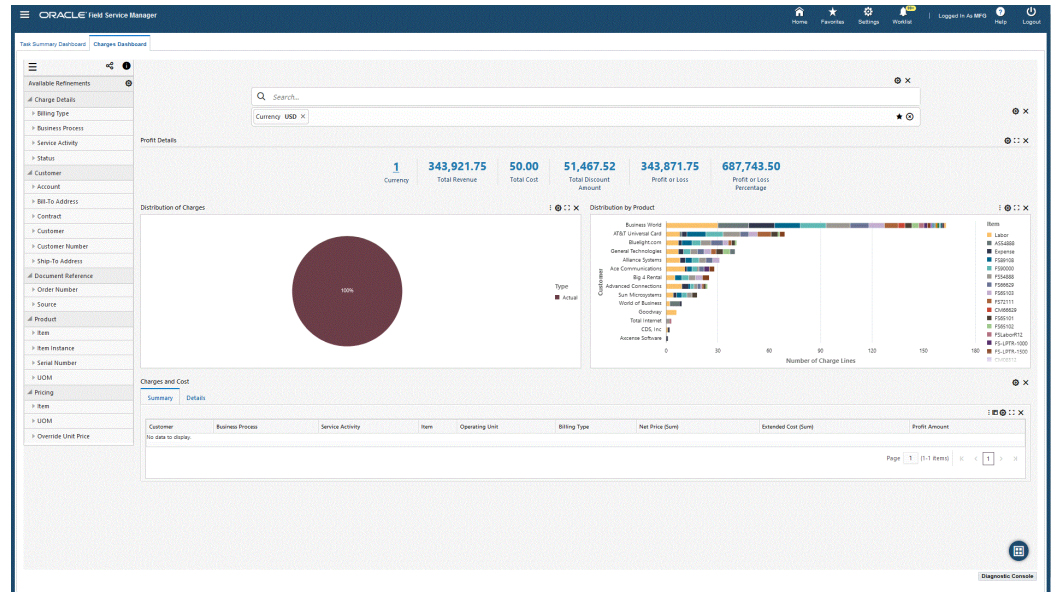 ORACLE Field Service Manager
Home
Favorites
Settings
Worklist
Logged In As MFG
Help
Logout
Task Summary Dashboard
Charges Dashboard
Available Refinements
Charge Details
Billing Type
Business Process
Service Activity
Status
Customer
Account
Bill-To Address
Contract
Customer
Customer Number
Ship-To Address
Document Reference
Order Number
Source
Product
Item
Item Instance
Serial Number
UOM
Pricing
Item
UOM
Override Unit Price
Search...
Currency USD ×
Profit Details
1
Currency
343,921.75
Total Revenue
50.00
Total Cost
51,467.52
Total Discount
Amount
343,871.75
Profit or Loss
687,743.50
Profit or Loss
Percentage
Distribution of Charges
100%
Type
Actual
Distribution by Product
Customer
Business World
AT&T Universal Card
Bluelight.com
General Technologies
Alliance Systems
Ace Communications
Big 4 Rental
Advanced Connections
Sun Microsystems
World of Business
Goodway
Total Internet
CDS, Inc
Axcense Software
0 30 60 90 120 150 180
Number of Charge Lines
Item
Labor
AS54888
Expense
FS89108
FS90000
FS54888
FS66629
FS65103
FS72111
CM66629
FS65101
FS65102
FSLaborR12
FS-LPTR-1000
FS-LPTR-1500
Charges and Cost
Summary
Details
Customer Business Process Service Activity Item Operating Unit Billing Type Net Price (Sum) Extended Cost (Sum) Profit Amount
No data to display.
Page 1 (1-1 items) 1
Diagnostic Console